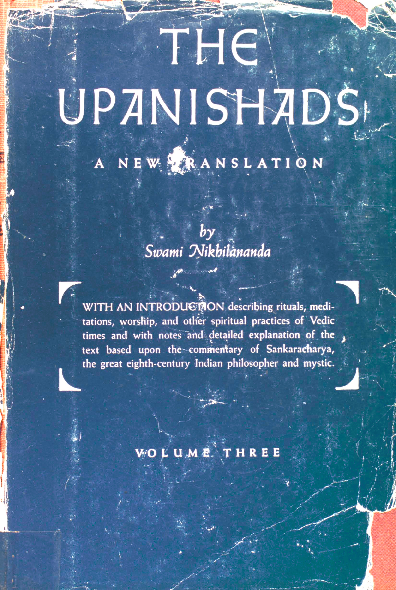 THE
UPANISHADS
A NEW TRANSLATION
by
Swami Nikhilananda
WITH AN INTRODUCTION describing rituals, medi-
tations, worship, and other spiritual practices of Vedic
times and with notes and detailed explanation of the
text based upon the commentary of Sankaracharya,
the great eighth-century Indian philosopher and mystic.
VOLUME THREE